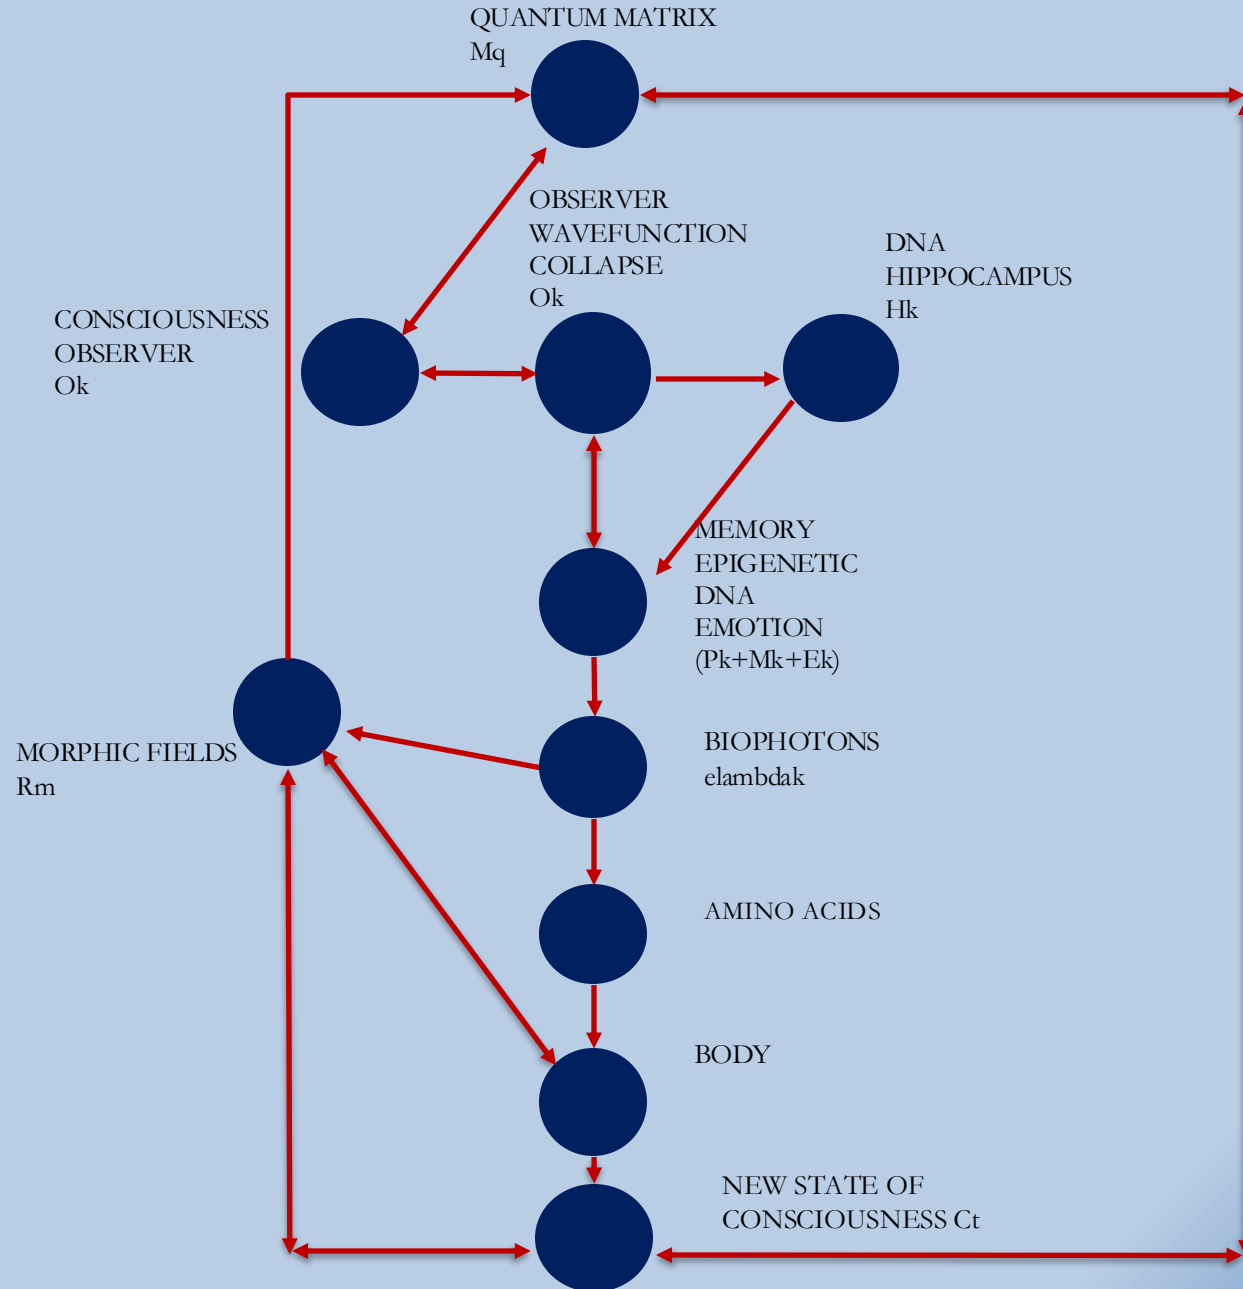 QUANTUM MATRIX
Mq
OBSERVER
WAVEFUNCTION
COLLAPSE
Ok
DNA
HIPPOCAMPUS
Hk
CONSCIOUSNESS
OBSERVER
Ok
MEMORY
EPIGENETIC
DNA
EMOTION
(Pk+Mk+Ek)
MORPHIC FIELDS
Rm
BIOPHOTONS
elambdak
AMINO ACIDS
BODY
NEW STATE OF
CONSCIOUSNESS Ct